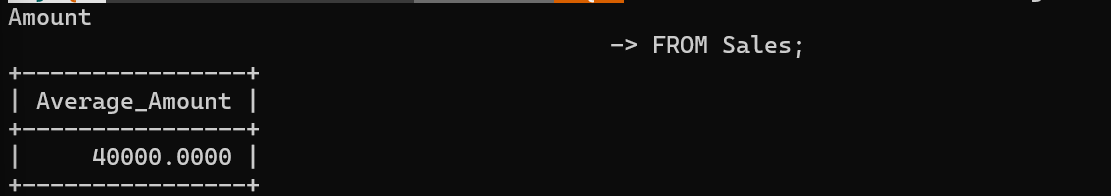 Amount
-> FROM Sales;
+----------------+
| Average_Amount |
+----------------+
|     40000.0000 |
+----------------+